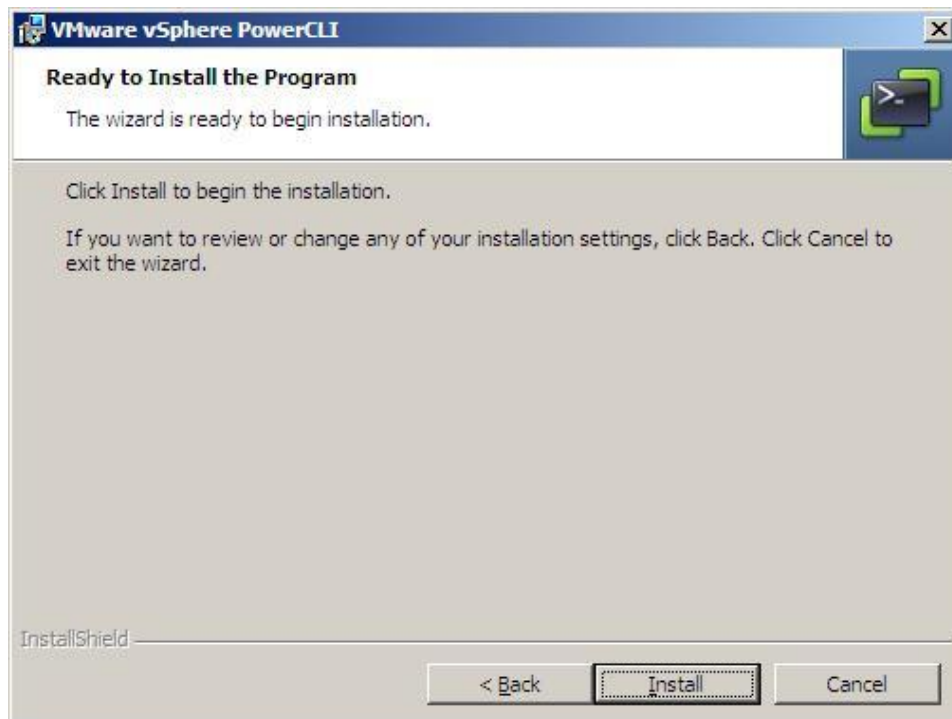 VMware vSphere PowerCLI
Ready to Install the Program
The wizard is ready to begin installation.
>-
Click Install to begin the installation.
If you want to review or change any of your installation settings, click Back. Click Cancel to
exit the wizard.
InstallShield
< Back
Install
Cancel